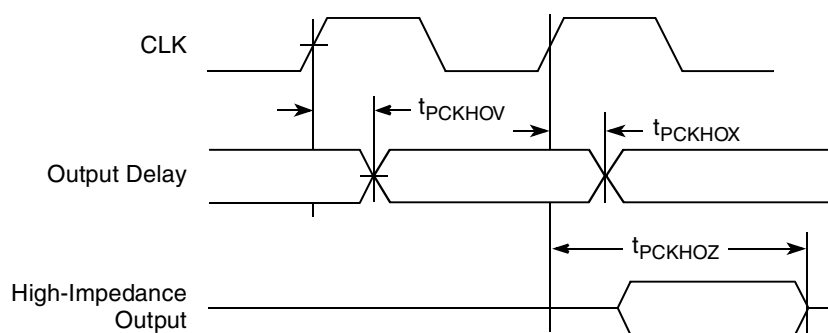 CLK
tPCKHOV
tPCKHOX
Output Delay
tPCKHOZ
High-Impedance
Output